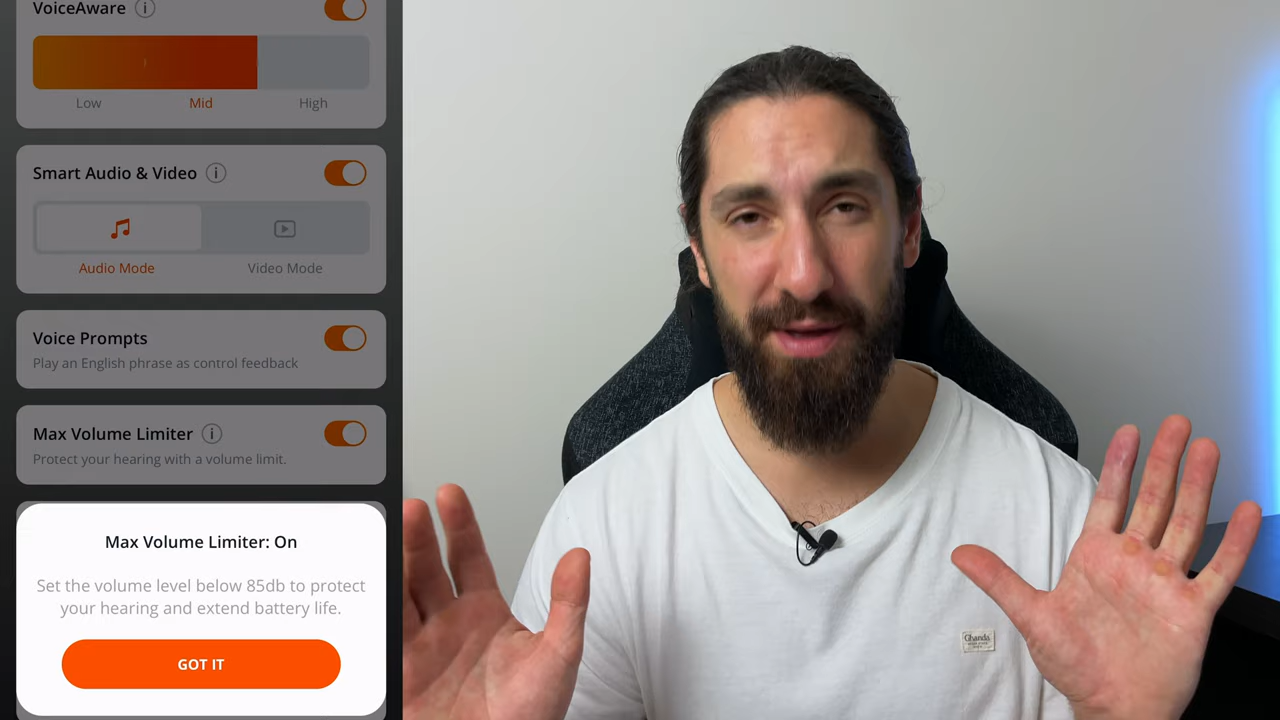 VoiceAware
Low Mid High
Smart Audio & Video
Audio Mode Video Mode
Voice Prompts
Play an English phrase as control feedback
Max Volume Limiter
Protect your hearing with a volume limit.
Max Volume Limiter: On
Set the volume level below 85db to protect
your hearing and extend battery life.
GOT IT
Ghanda